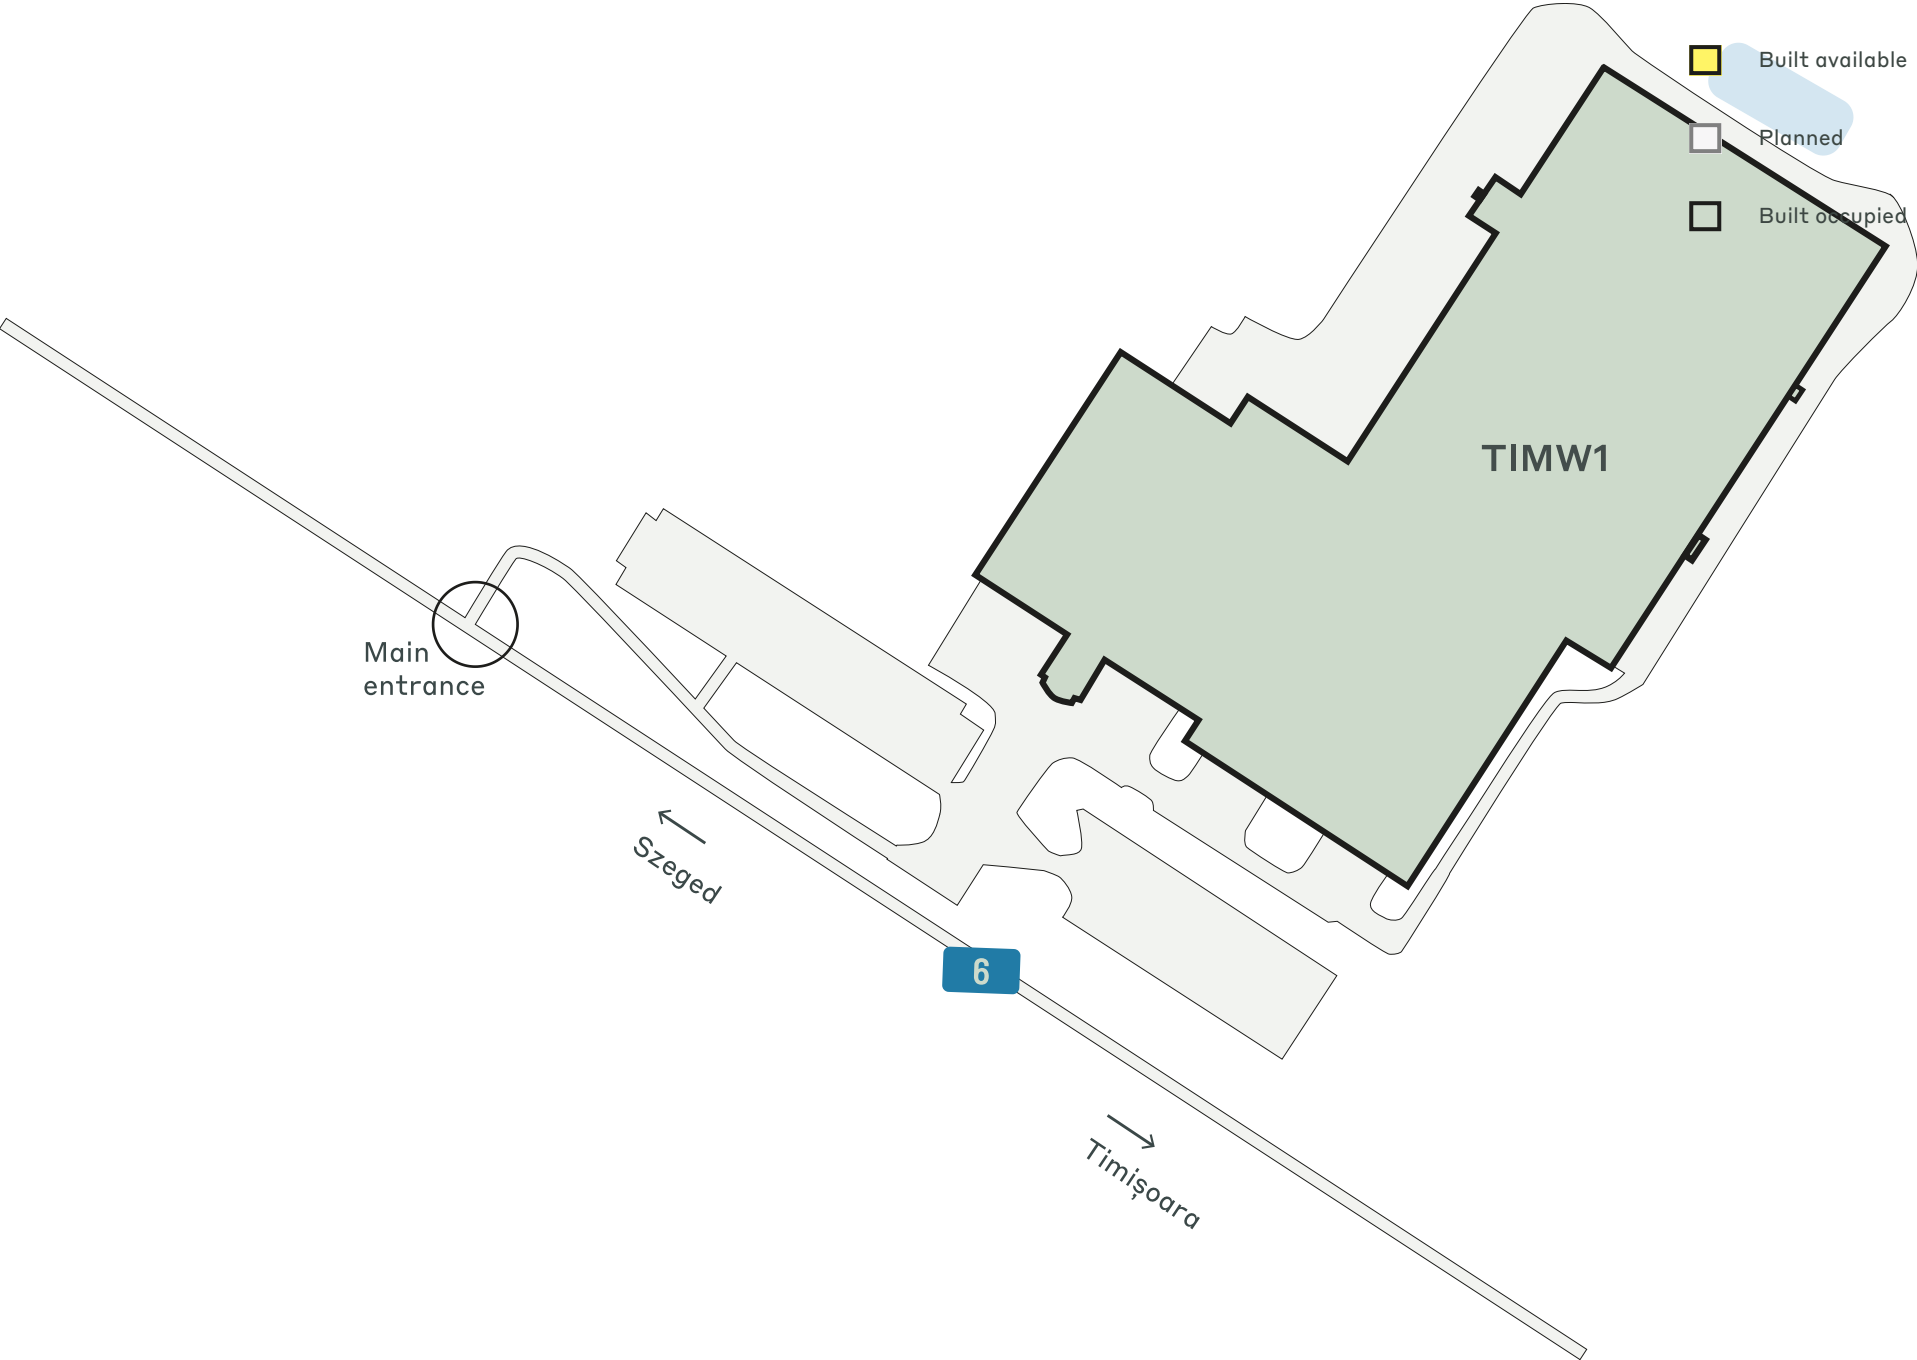 Built available
Planned
Built occupied
TIMW1
Main
entrance
Szeged
6
Timișoara